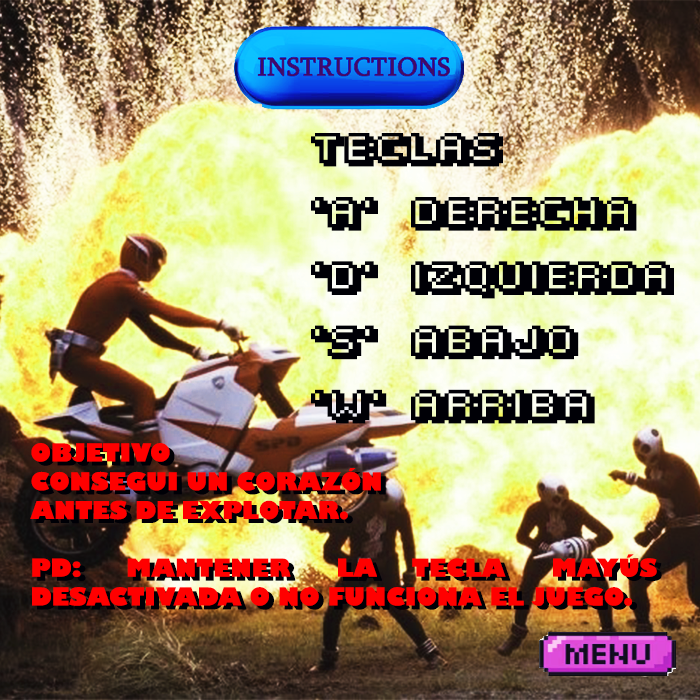 INSTRUCTIONS
TECLAS
'A' DERECHA
'D' IZQUIERDA
'S' ABAJO
'W' ARRIBA
SPD
OBJETIVO
CONSEGUI UN CORAZÓN
ANTES DE EXPLOTAR.
PD: MANTENER LA TECLA MAYÚS
DESACTIVADA O NO FUNCIONA EL JUEGO.
MENU